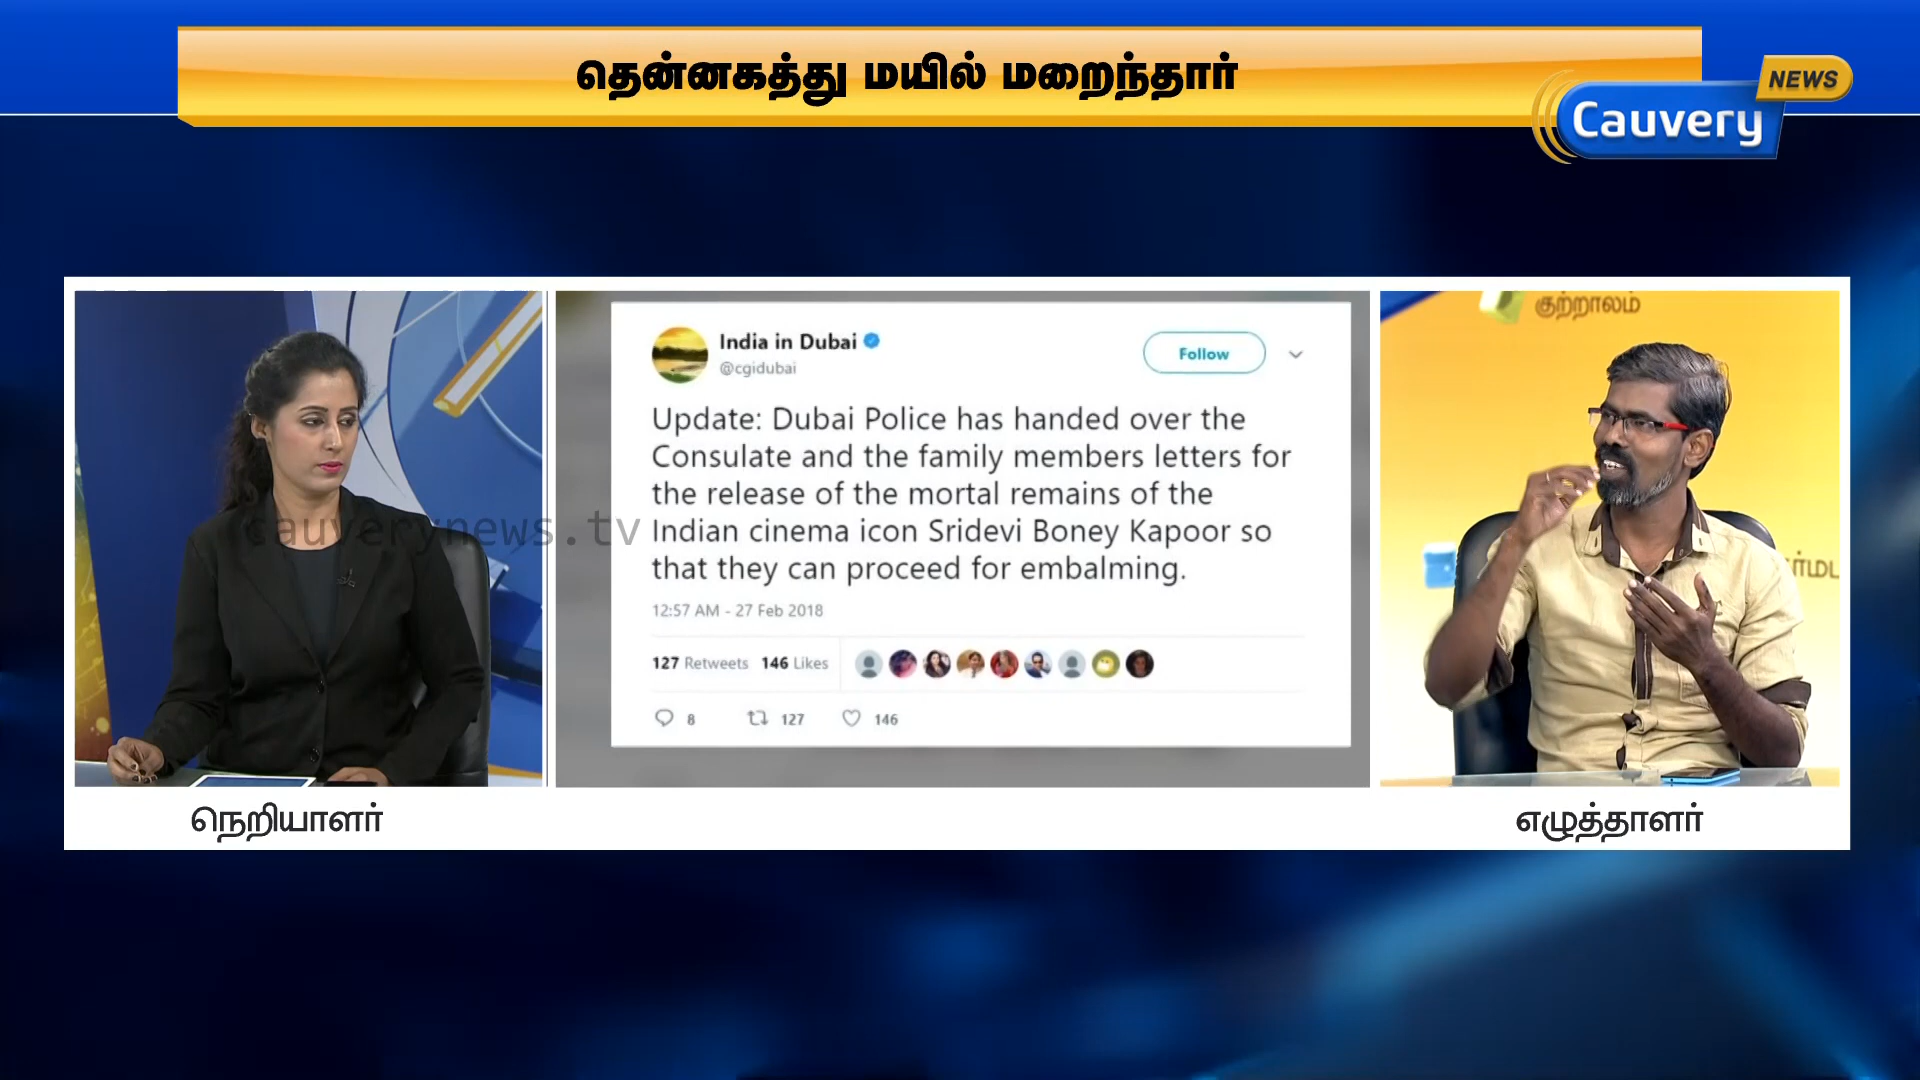 தென்னகத்து மயில் மறைந்தார்
NEWS
Cauvery
குற்றாலம்
India in Dubai
@cgidubai
Follow
Update: Dubai Police has handed over the
Consulate and the family members letters for
the release of the mortal remains of the
Indian cinema icon Sridevi Boney Kapoor so
that they can proceed for embalming.
12:57 AM - 27 Feb 2018
127 Retweets 146 Likes
8 127 146
cauverynews.tv
நெறியாளர்
எழுத்தாளர்